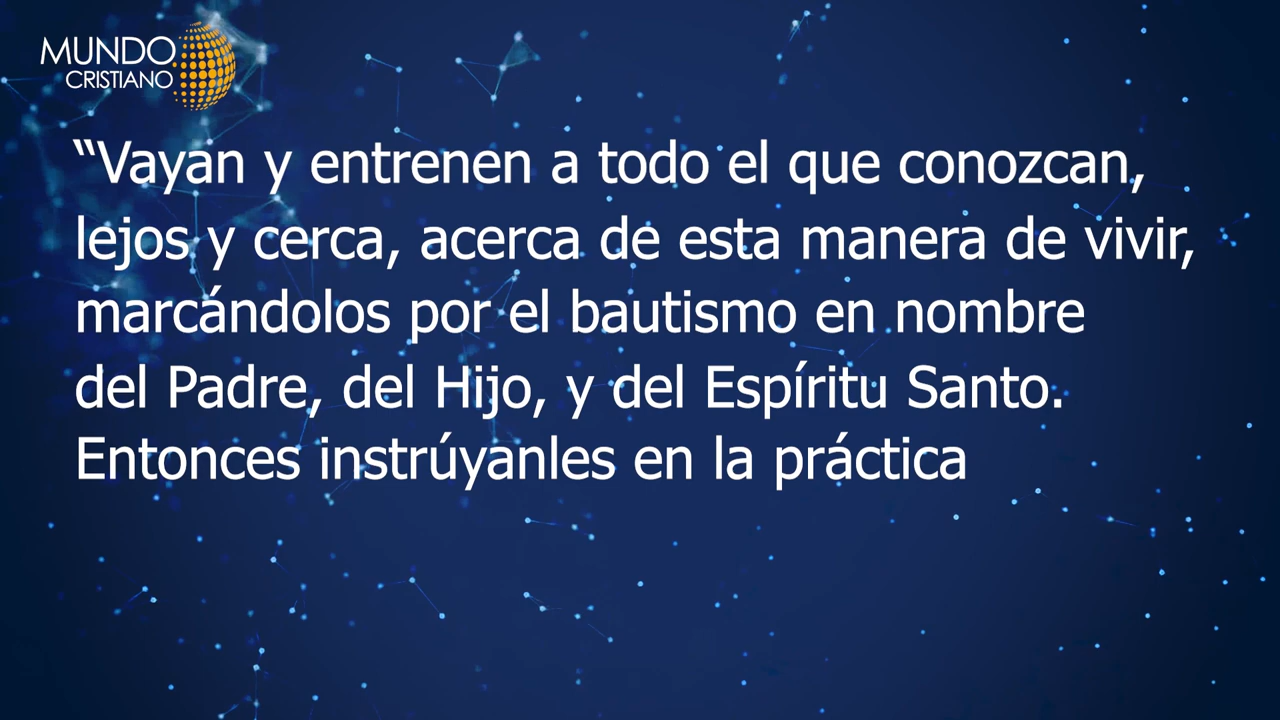 MUNDO
CRISTIANO
“Vayan y entrenen a todo el que conozcan,
lejos y cerca, acerca de esta manera de vivir,
marcándolos por el bautismo en nombre
del Padre, del Hijo, y del Espíritu Santo.
Entonces instrúyanles en la práctica